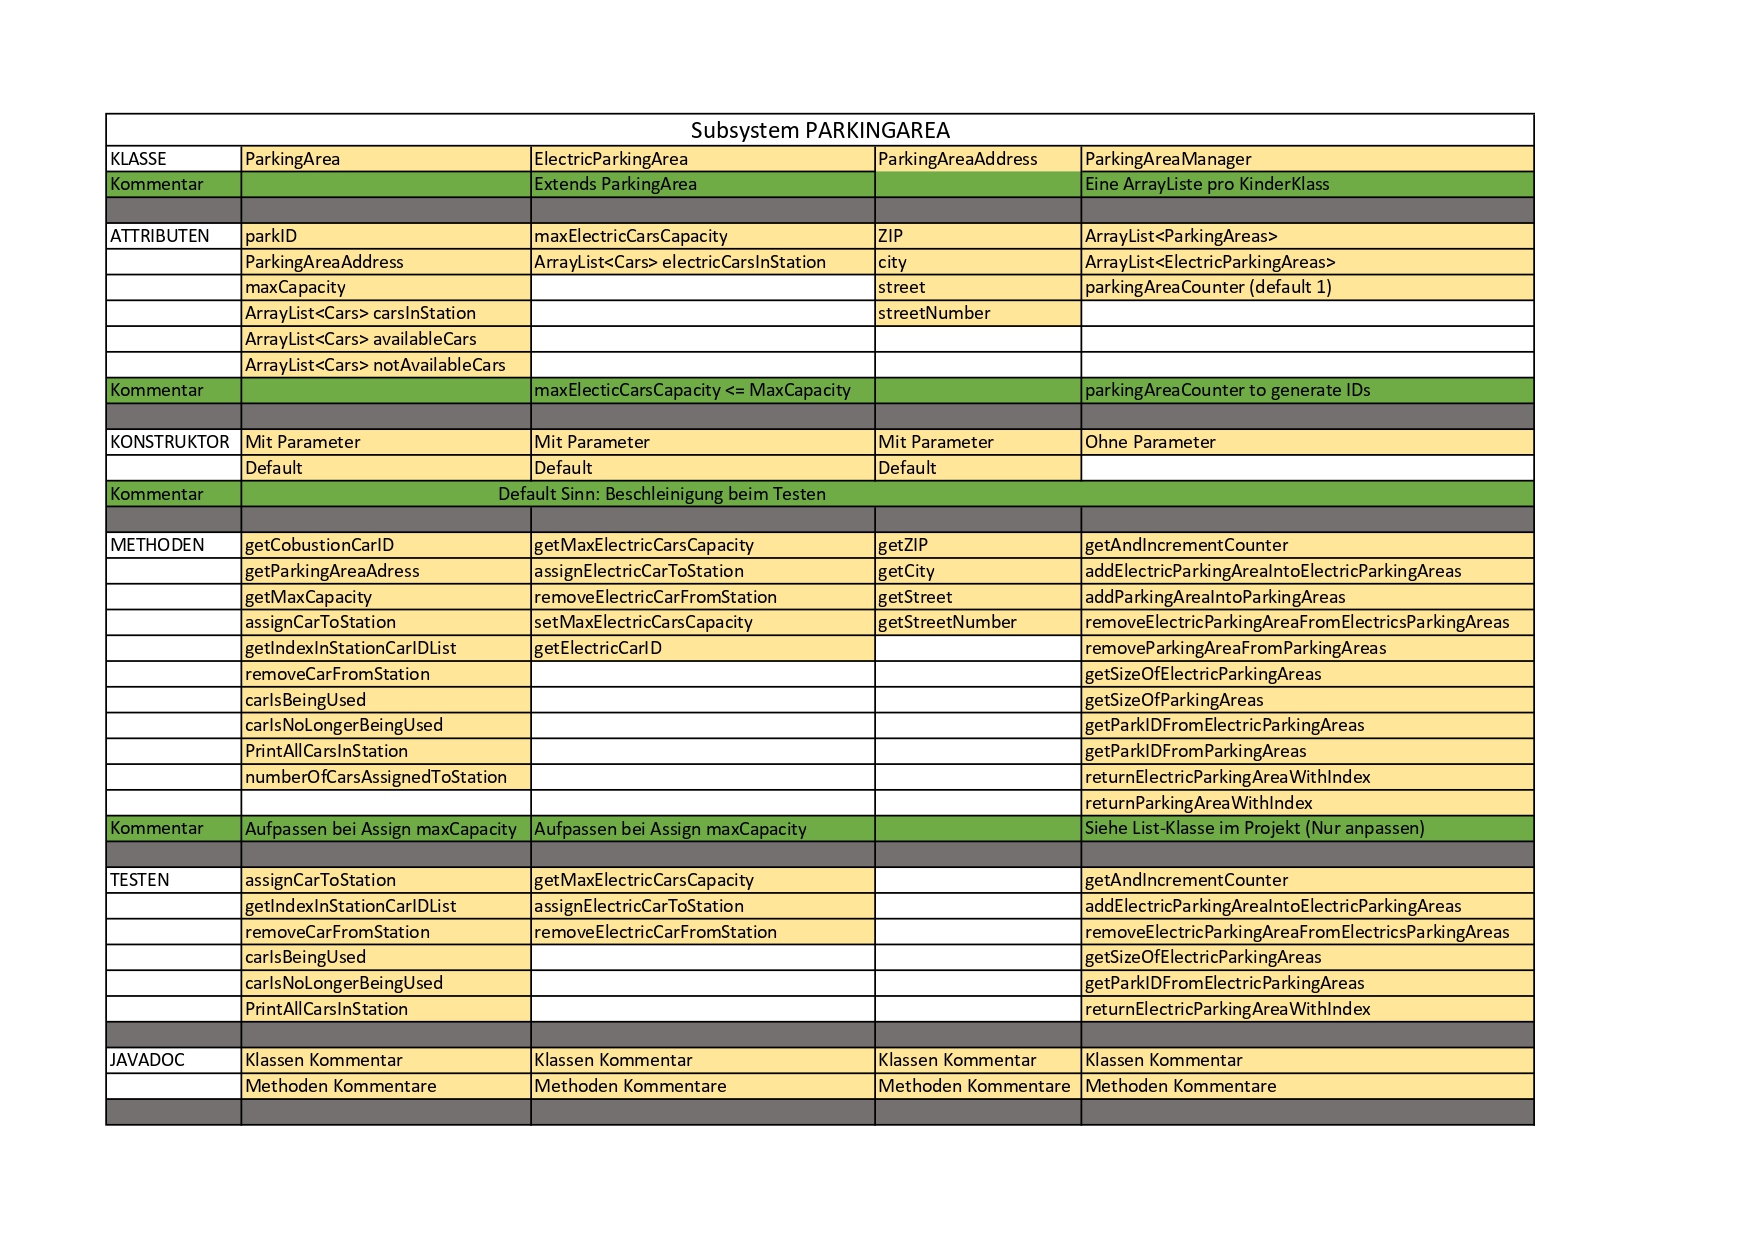 Subsystem PARKINGAREA
KLASSE ParkingArea ElectricParkingArea ParkingAreaAddress ParkingAreaManager
Kommentar Extends ParkingArea Eine ArrayListe pro KinderKlass
ATTRIBUTEN parkID maxElectricCarsCapacity ZIP ArrayList<ParkingAreas>
ParkingAreaAddress ArrayList<Cars> electricCarsInStation city ArrayList<ElectricParkingAreas>
maxCapacity street parkingAreaCounter (default 1)
ArrayList<Cars> carsInStation streetNumber
ArrayList<Cars> availableCars
ArrayList<Cars> notAvailableCars
Kommentar maxElecticCarsCapacity <= MaxCapacity parkingAreaCounter to generate IDs
KONSTRUKTOR Mit Parameter Mit Parameter Mit Parameter Ohne Parameter
Default Default Default
Kommentar Default Sinn: Beschleinigung beim Testen
METHODEN getCobustionCarID getMaxElectricCarsCapacity getZIP getAndIncrementCounter
getParkingAreaAdress assignElectricCarToStation getCity addElectricParkingAreaIntoElectricParkingAreas
getMaxCapacity removeElectricCarFromStation getStreet addParkingAreaIntoParkingAreas
assignCarToStation setMaxElectricCarsCapacity getStreetNumber removeElectricParkingAreaFromElectricsParkingAreas
getIndexInStationCarIDList getElectricCarID removeParkingAreaFromParkingAreas
removeCarFromStation getSizeOfElectricParkingAreas
carIsBeingUsed getSizeOfParkingAreas
carIsNoLongerBeingUsed getParkIDFromElectricParkingAreas
PrintAllCarsInStation getParkIDFromParkingAreas
numberOfCarsAssignedToStation returnElectricParkingAreaWithIndex
returnParkingAreaWithIndex
Kommentar Aufpassen bei Assign maxCapacity Aufpassen bei Assign maxCapacity Siehe List-Klasse im Projekt (Nur anpassen)
TESTEN assignCarToStation getMaxElectricCarsCapacity getAndIncrementCounter
getIndexInStationCarIDList assignElectricCarToStation addElectricParkingAreaIntoElectricParkingAreas
removeCarFromStation removeElectricCarFromStation removeElectricParkingAreaFromElectricsParkingAreas
carIsBeingUsed getSizeOfElectricParkingAreas
carIsNoLongerBeingUsed getParkIDFromElectricParkingAreas
PrintAllCarsInStation returnElectricParkingAreaWithIndex
JAVADOC Klassen Kommentar Klassen Kommentar Klassen Kommentar Klassen Kommentar
Methoden Kommentare Methoden Kommentare Methoden Kommentare Methoden Kommentare